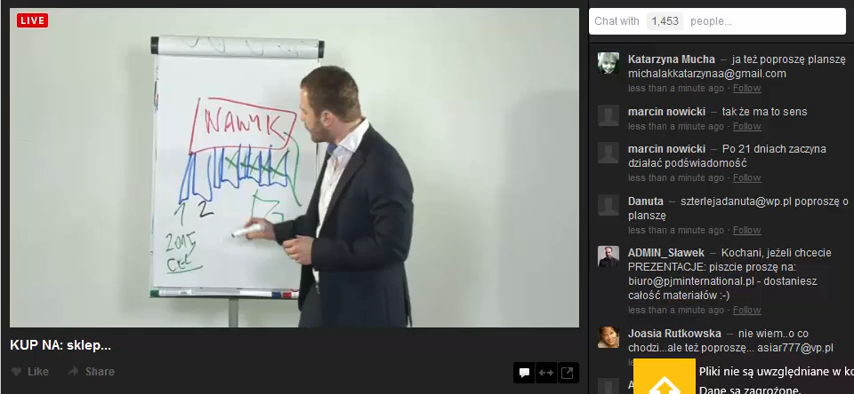 LIVE
NAWYK
1 2
2015
Cel
KUP NA: sklep...
Like
Share
Chat with 1,453 people...
Katarzyna Mucha – ja też poproszę planszę
michalakkatarzynaa@gmail.com
less than a minute ago · Follow
marcin nowicki – tak że ma to sens
less than a minute ago · Follow
marcin nowicki – Po 21 dniach zaczyna
działać podświadomość
less than a minute ago · Follow
Danuta – szterlejadanuta@wp.pl poproszę o
planszę
less than a minute ago · Follow
ADMIN_Sławek – Kochani, jeżeli chcecie
PREZENTACJE: piszcie proszę na:
biuro@pjminternational.pl - dostaniesz
całość materiałów :-)
less than a minute ago · Follow
Joasia Rutkowska – nie wiem..o co
chodzi...ale też poproszę... asiar777@vp.pl
Pliki nie są uwzględniane w ko
Dane są zagrożone.